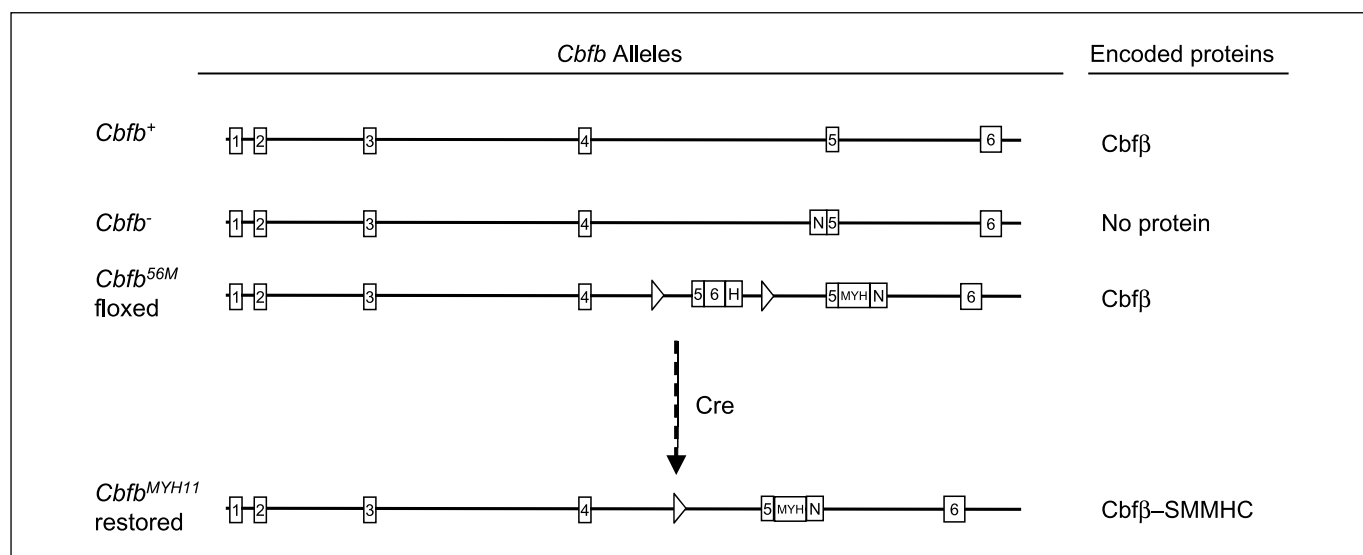 Cbfb Alleles Encoded proteins
Cbfb+ 1 2 3 4 5 6 Cbfβ
Cbfb- 1 2 3 4 N 5 6 No protein
Cbfb56M
floxed 1 2 3 4 5 6 H 5 MYH N 6 Cbfβ
Cre
CbfbMYH11
restored 1 2 3 4 5 MYH N 6 Cbfβ–SMMHC